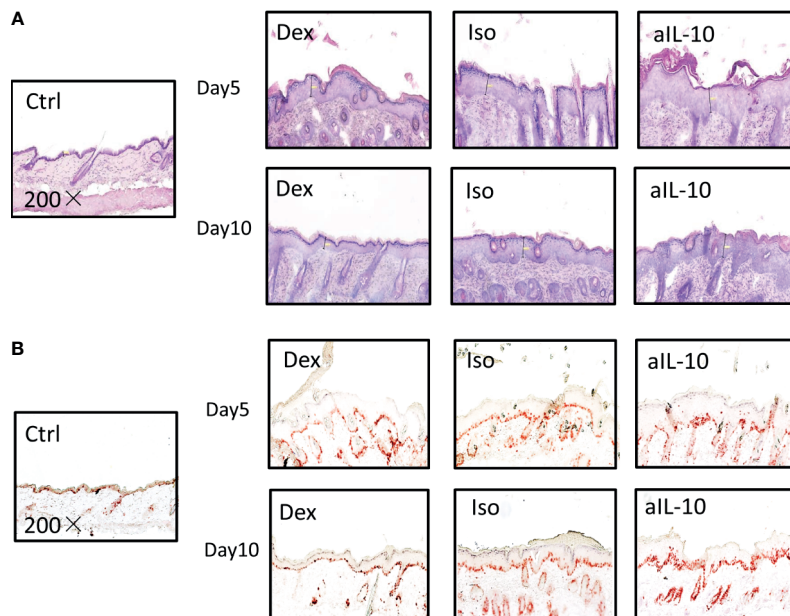 A
Ctrl
200×
Day5
Dex
Iso
aIL-10
Day10
Dex
Iso
aIL-10
B
Ctrl
200×
Day5
Dex
Iso
aIL-10
Day10
Dex
Iso
aIL-10